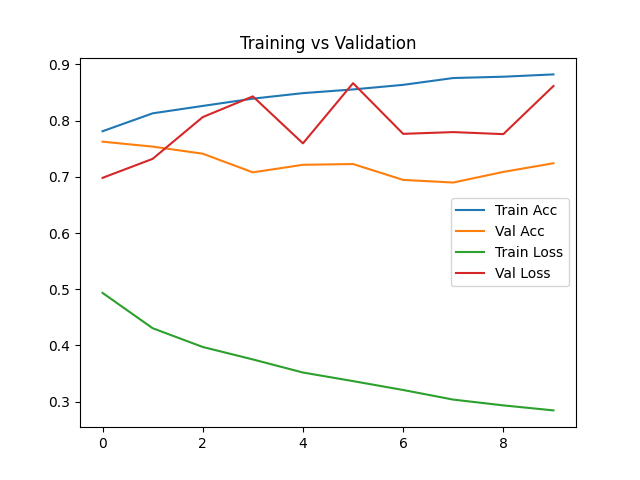 Training vs Validation
0.9
0.8
0.7
0.6
0.5
0.4
0.3
Train Acc
Val Acc
Train Loss
Val Loss
0 2 4 6 8